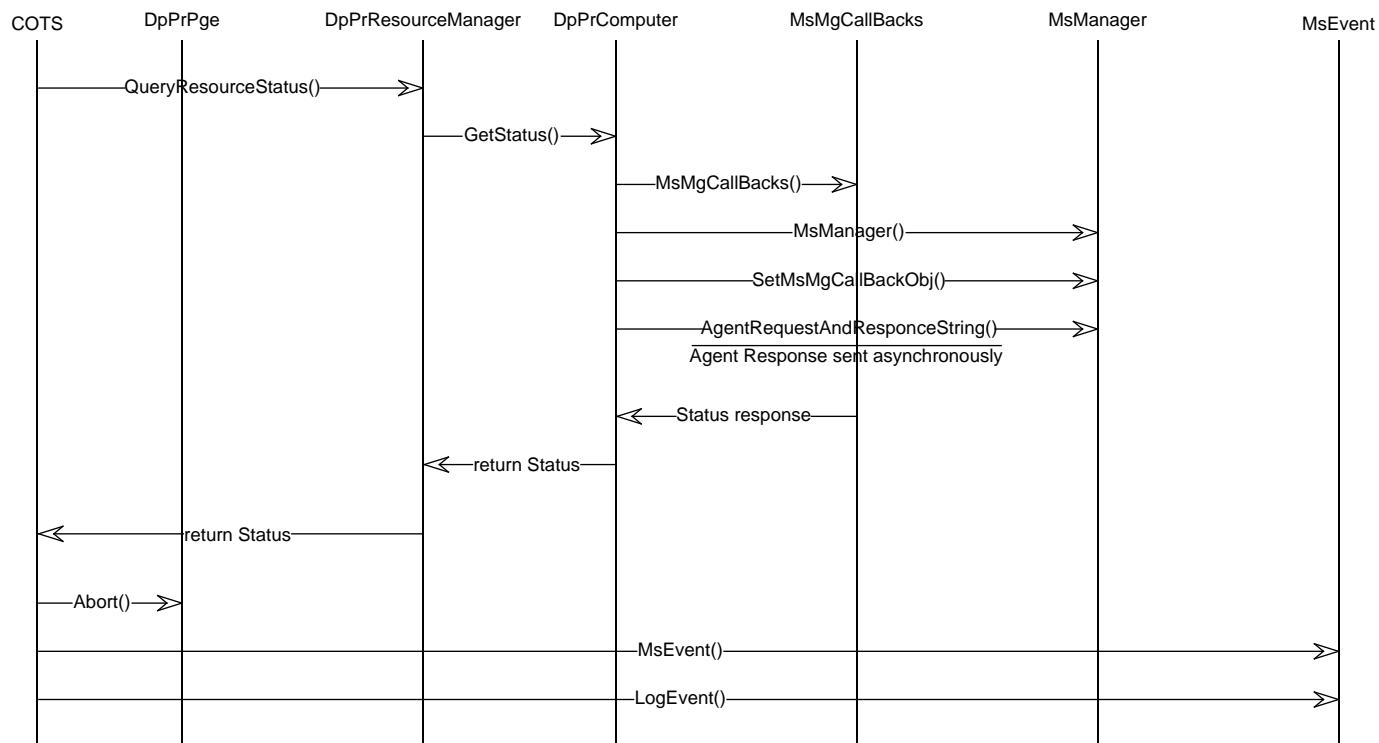 COTS
DpPrPge
DpPrResourceManager
DpPrComputer
MsMgCallBacks
MsManager
MsEvent
QueryResourceStatus()
GetStatus()
MsMgCallBacks()
MsManager()
SetMsMgCallBackObj()
AgentRequestAndResponceString()
Agent Response sent asynchronously
Status response
return Status
return Status
Abort()
MsEvent()
LogEvent()